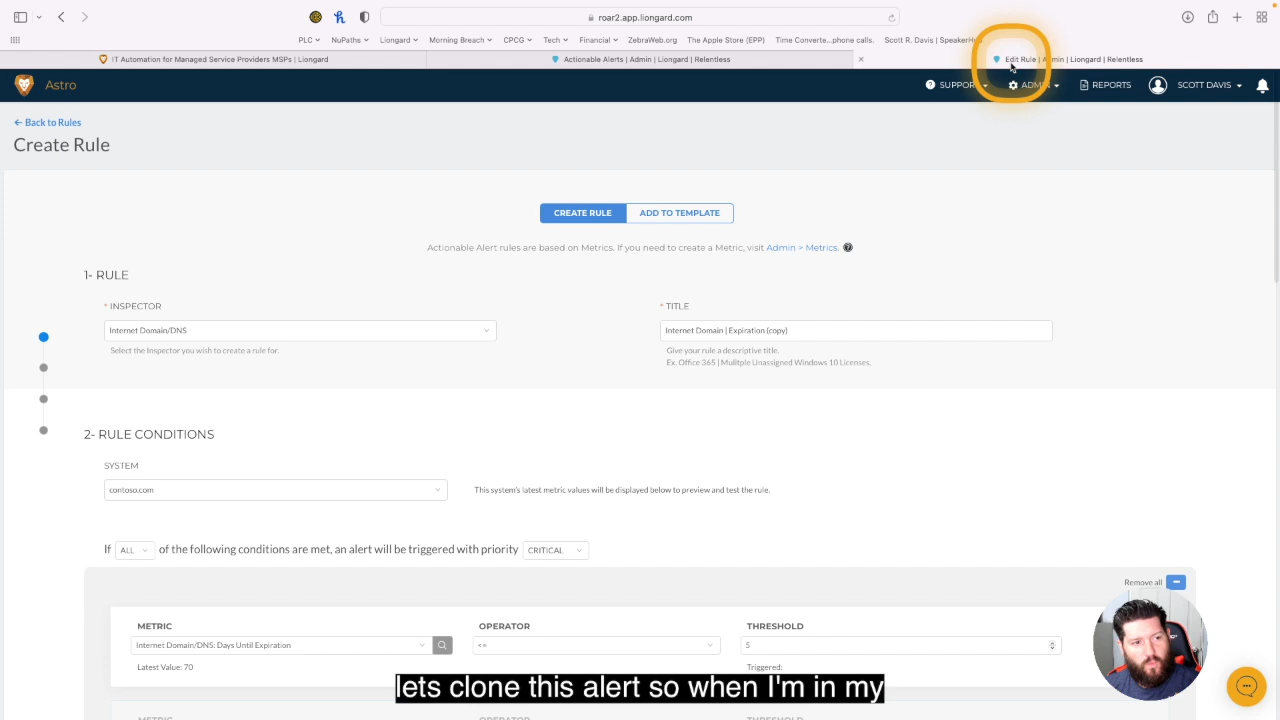 roar2.app.liongard.com
PLC NuPaths Liongard Morning Breach CPCG Tech Financial ZebraWeb.org The Apple Store (EPP) Time Converte...phone calls. Scott R. Davis | SpeakerHub
IT Automation for Managed Service Providers MSPs | Liongard
Actionable Alerts | Admin | Liongard | Relentless
Edit Rule | Admin | Liongard | Relentless
Astro
SUPPORT ADMIN REPORTS SCOTT DAVIS
← Back to Rules
Create Rule
CREATE RULE ADD TO TEMPLATE
Actionable Alert rules are based on Metrics. If you need to create a Metric, visit Admin > Metrics.
1- RULE
* INSPECTOR
* TITLE
Internet Domain/DNS
Internet Domain | Expiration (copy)
Select the Inspector you wish to create a rule for.
Give your rule a descriptive title.
Ex. Office 365 | Mulitple Unassigned Windows 10 Licenses.
2- RULE CONDITIONS
SYSTEM
contoso.com
This system's latest metric values will be displayed below to preview and test the rule.
If ALL of the following conditions are met, an alert will be triggered with priority CRITICAL
Remove all
METRIC OPERATOR THRESHOLD
Internet Domain/DNS: Days Until Expiration <= 5
Latest Value: 70
Triggered:
lets clone this alert so when I'm in my
METRIC OPERATOR THRESHOLD